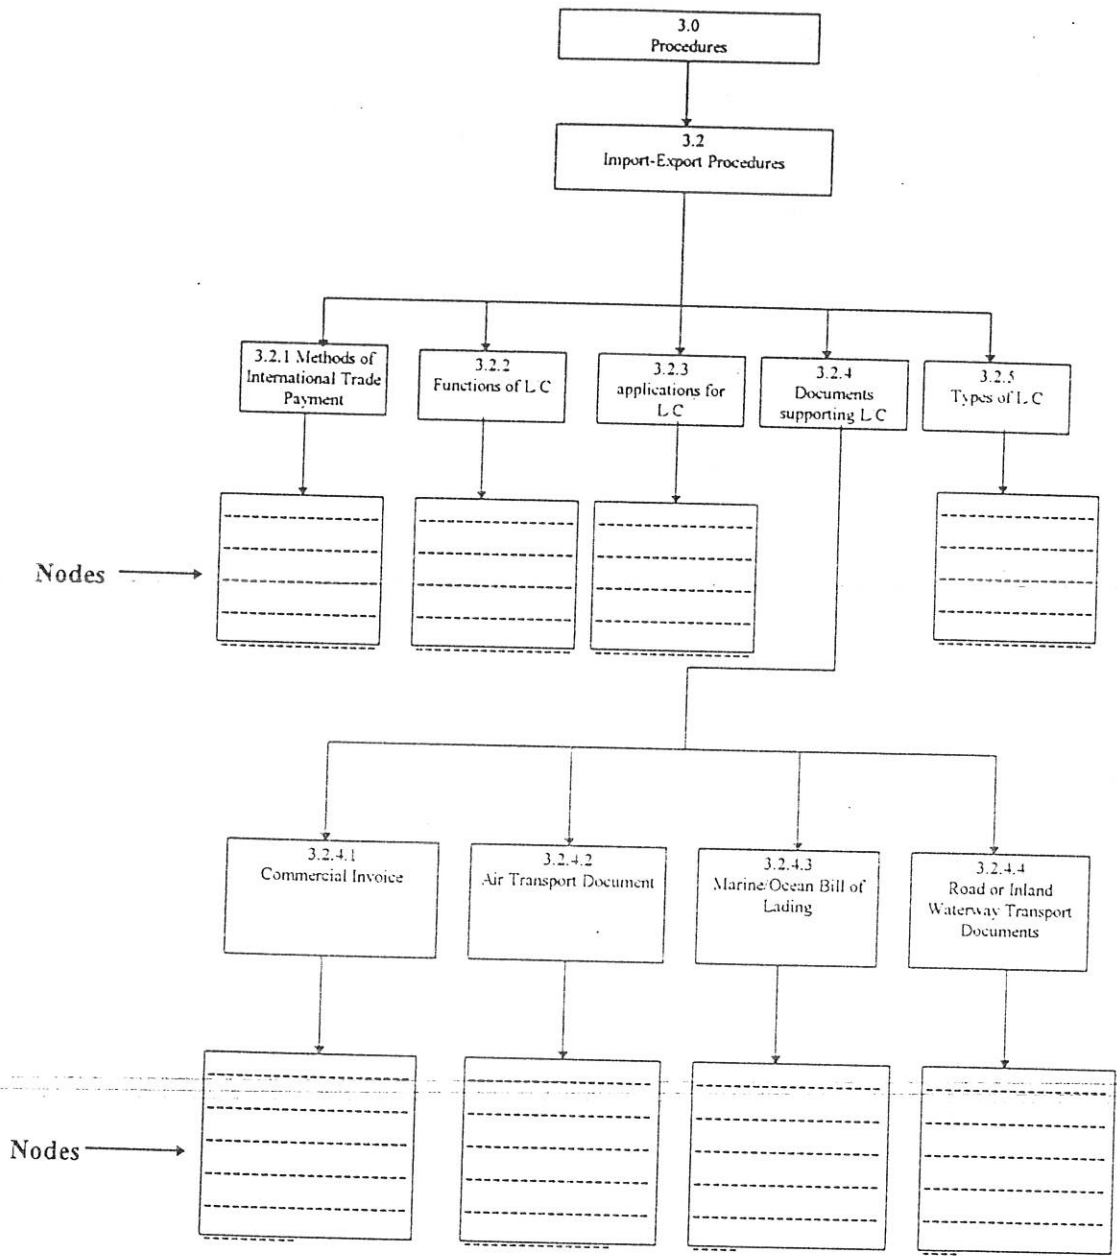 3.0
Procedures
3.2
Import-Export Procedures
3.2.1 Methods of
International Trade
Payment
3.2.2
Functions of L C
3.2.3
applications for
L C
3.2.4
Documents
supporting L C
3.2.5
Types of L C
Nodes
3.2.4.1
Commercial Invoice
3.2.4.2
Air Transport Document
3.2.4.3
Marine/Ocean Bill of
Lading
3.2.4.4
Road or Inland
Waterway Transport
Documents
Nodes